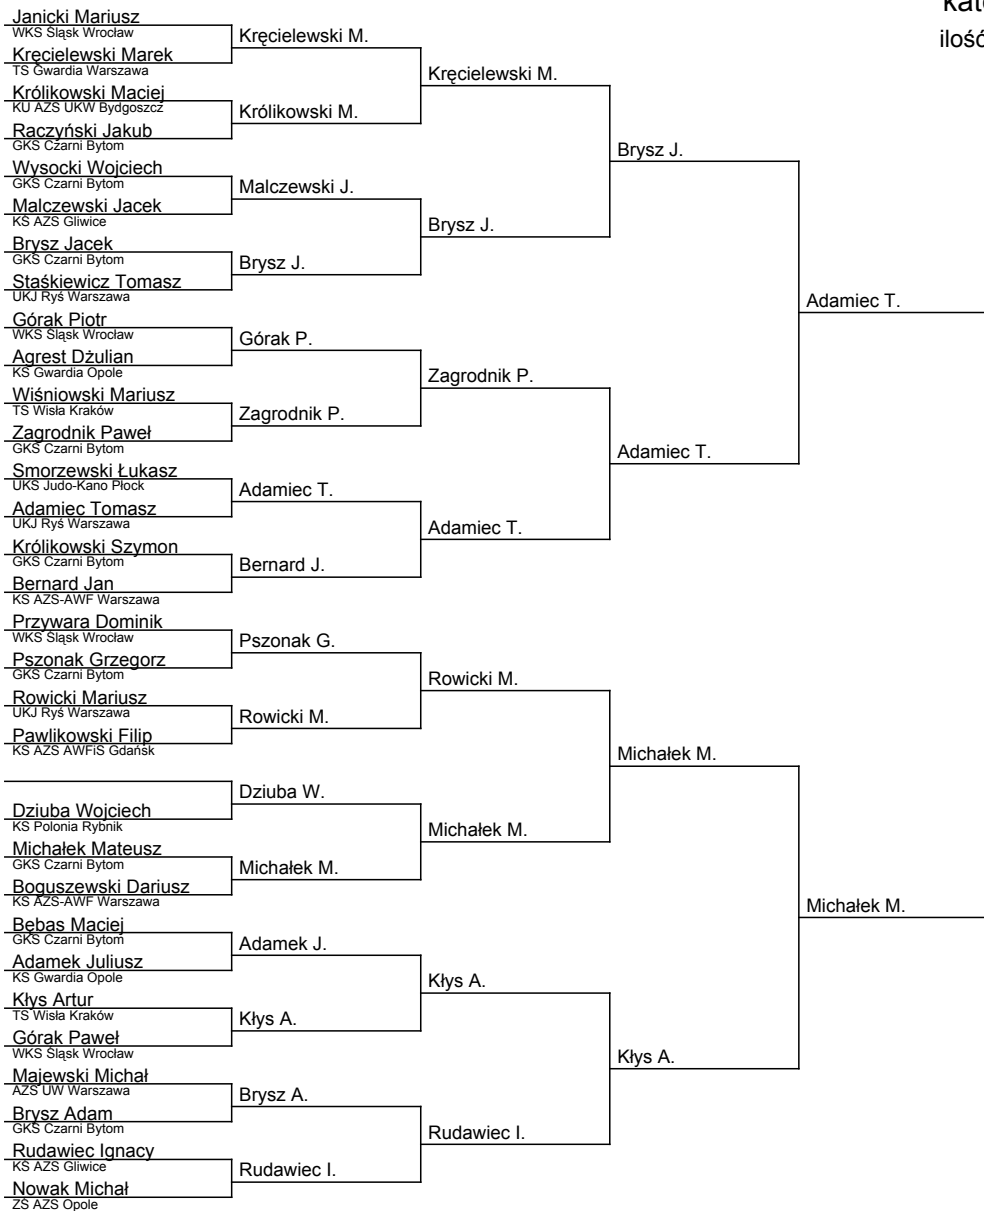 kat
ilość
Janicki Mariusz
WKS Śląsk Wrocław
Kręcielewski Marek
TS Gwardia Warszawa
Królikowski Maciej
KU AZS UKW Bydgoszcz
Raczyński Jakub
GKS Czarni Bytom
Wysocki Wojciech
GKS Czarni Bytom
Malczewski Jacek
KS AZS Gliwice
Brysz Jacek
GKS Czarni Bytom
Staśkiewicz Tomasz
UKJ Ryś Warszawa
Górak Piotr
WKS Śląsk Wrocław
Agrest Dżulian
KS Gwardia Opole
Wiśniowski Mariusz
TS Wisła Kraków
Zagrodnik Paweł
GKS Czarni Bytom
Smorzewski Łukasz
UKS Judo-Kano Płock
Adamiec Tomasz
UKJ Ryś Warszawa
Królikowski Szymon
GKS Czarni Bytom
Bernard Jan
KS AZS-AWF Warszawa
Przywara Dominik
WKS Śląsk Wrocław
Pszonak Grzegorz
GKS Czarni Bytom
Rowicki Mariusz
UKJ Ryś Warszawa
Pawlikowski Filip
KS AZS AWFiS Gdańsk
Dziuba Wojciech
KS Polonia Rybnik
Michałek Mateusz
GKS Czarni Bytom
Boguszewski Dariusz
KS AZS-AWF Warszawa
Bębas Maciej
GKS Czarni Bytom
Adamek Juliusz
KS Gwardia Opole
Kłys Artur
TS Wisła Kraków
Górak Paweł
WKS Śląsk Wrocław
Majewski Michał
AZS UW Warszawa
Brysz Adam
GKS Czarni Bytom
Rudawiec Ignacy
KS AZS Gliwice
Nowak Michał
ZS AZS Opole
Kręcielewski M.
Królikowski M.
Malczewski J.
Brysz J.
Górak P.
Zagrodnik P.
Adamiec T.
Bernard J.
Pszonak G.
Rowicki M.
Dziuba W.
Michałek M.
Adamek J.
Kłys A.
Brysz A.
Rudawiec I.
Kręcielewski M.
Brysz J.
Zagrodnik P.
Adamiec T.
Rowicki M.
Michałek M.
Kłys A.
Rudawiec I.
Brysz J.
Adamiec T.
Michałek M.
Kłys A.
Adamiec T.
Michałek M.